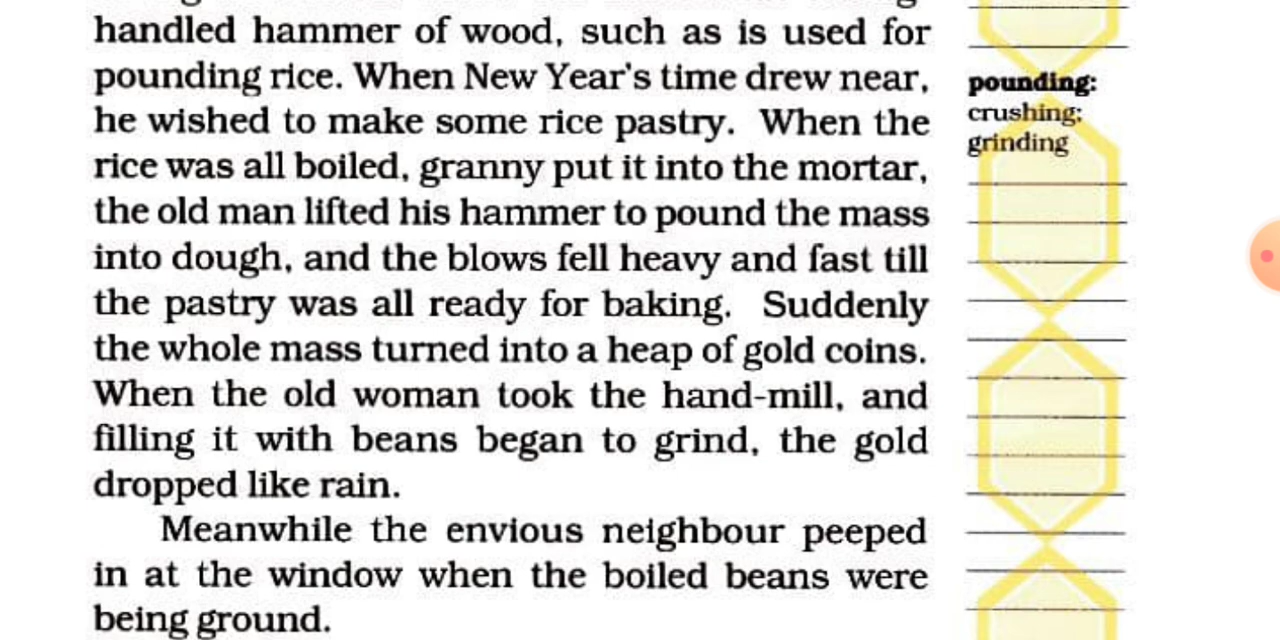 handled hammer of wood, such as is used for
pounding rice. When New Year's time drew near,
he wished to make some rice pastry. When the
rice was all boiled, granny put it into the mortar,
the old man lifted his hammer to pound the mass
into dough, and the blows fell heavy and fast till
the pastry was all ready for baking. Suddenly
the whole mass turned into a heap of gold coins.
When the old woman took the hand-mill, and
filling it with beans began to grind, the gold
dropped like rain.
Meanwhile the envious neighbour peeped
in at the window when the boiled beans were
being ground.
pounding:
crushing;
grinding